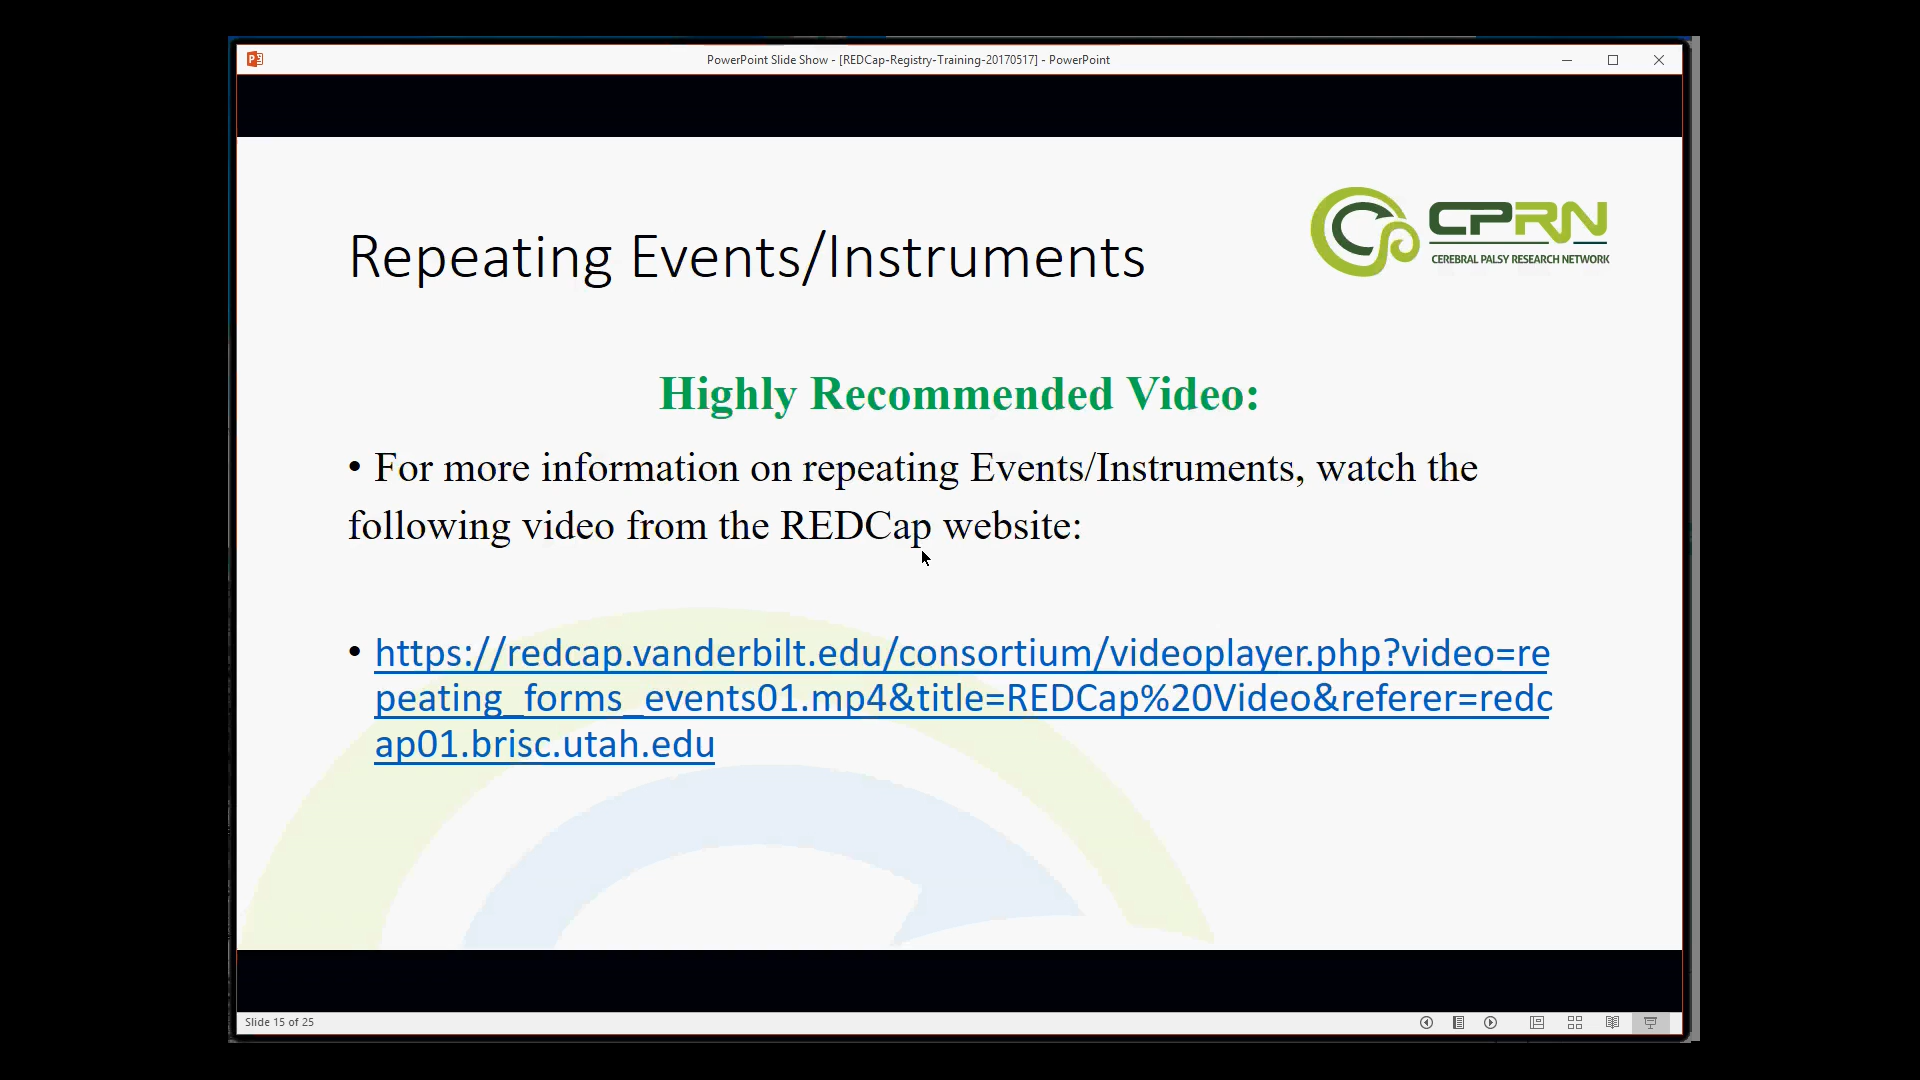 PowerPoint Slide Show - [REDCap-Registry-Training-20170517] - PowerPoint
CPRN
CEREBRAL PALSY RESEARCH NETWORK
Repeating Events/Instruments
Highly Recommended Video:
• For more information on repeating Events/Instruments, watch the
following video from the REDCap website:
• https://redcap.vanderbilt.edu/consortium/videoplayer.php?video=re
peating_forms_events01.mp4&title=REDCap%20Video&referer=redc
ap01.brisc.utah.edu
Slide 15 of 25